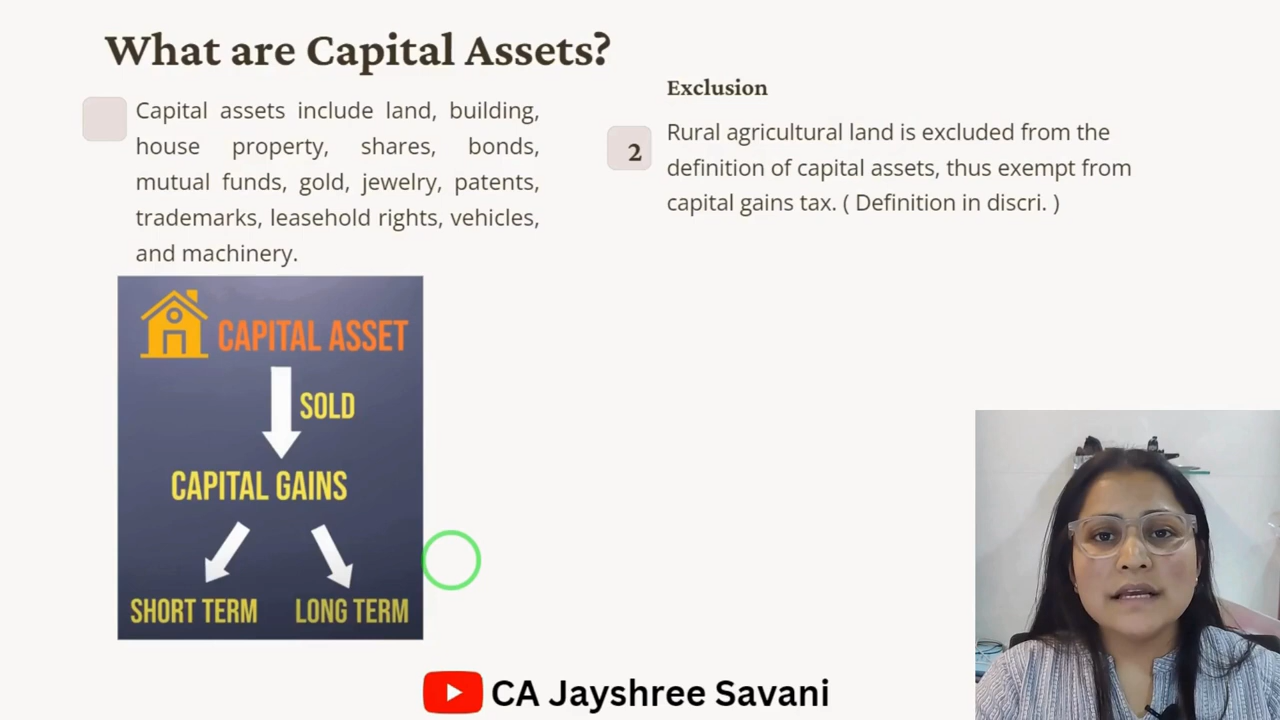 What are Capital Assets?
Capital assets include land, building,
house property, shares, bonds,
mutual funds, gold, jewelry, patents,
trademarks, leasehold rights, vehicles,
and machinery.
Exclusion
2
Rural agricultural land is excluded from the
definition of capital assets, thus exempt from
capital gains tax. ( Definition in discri. )
CAPITAL ASSET
SOLD
CAPITAL GAINS
SHORT TERM
LONG TERM
CA Jayshree Savani